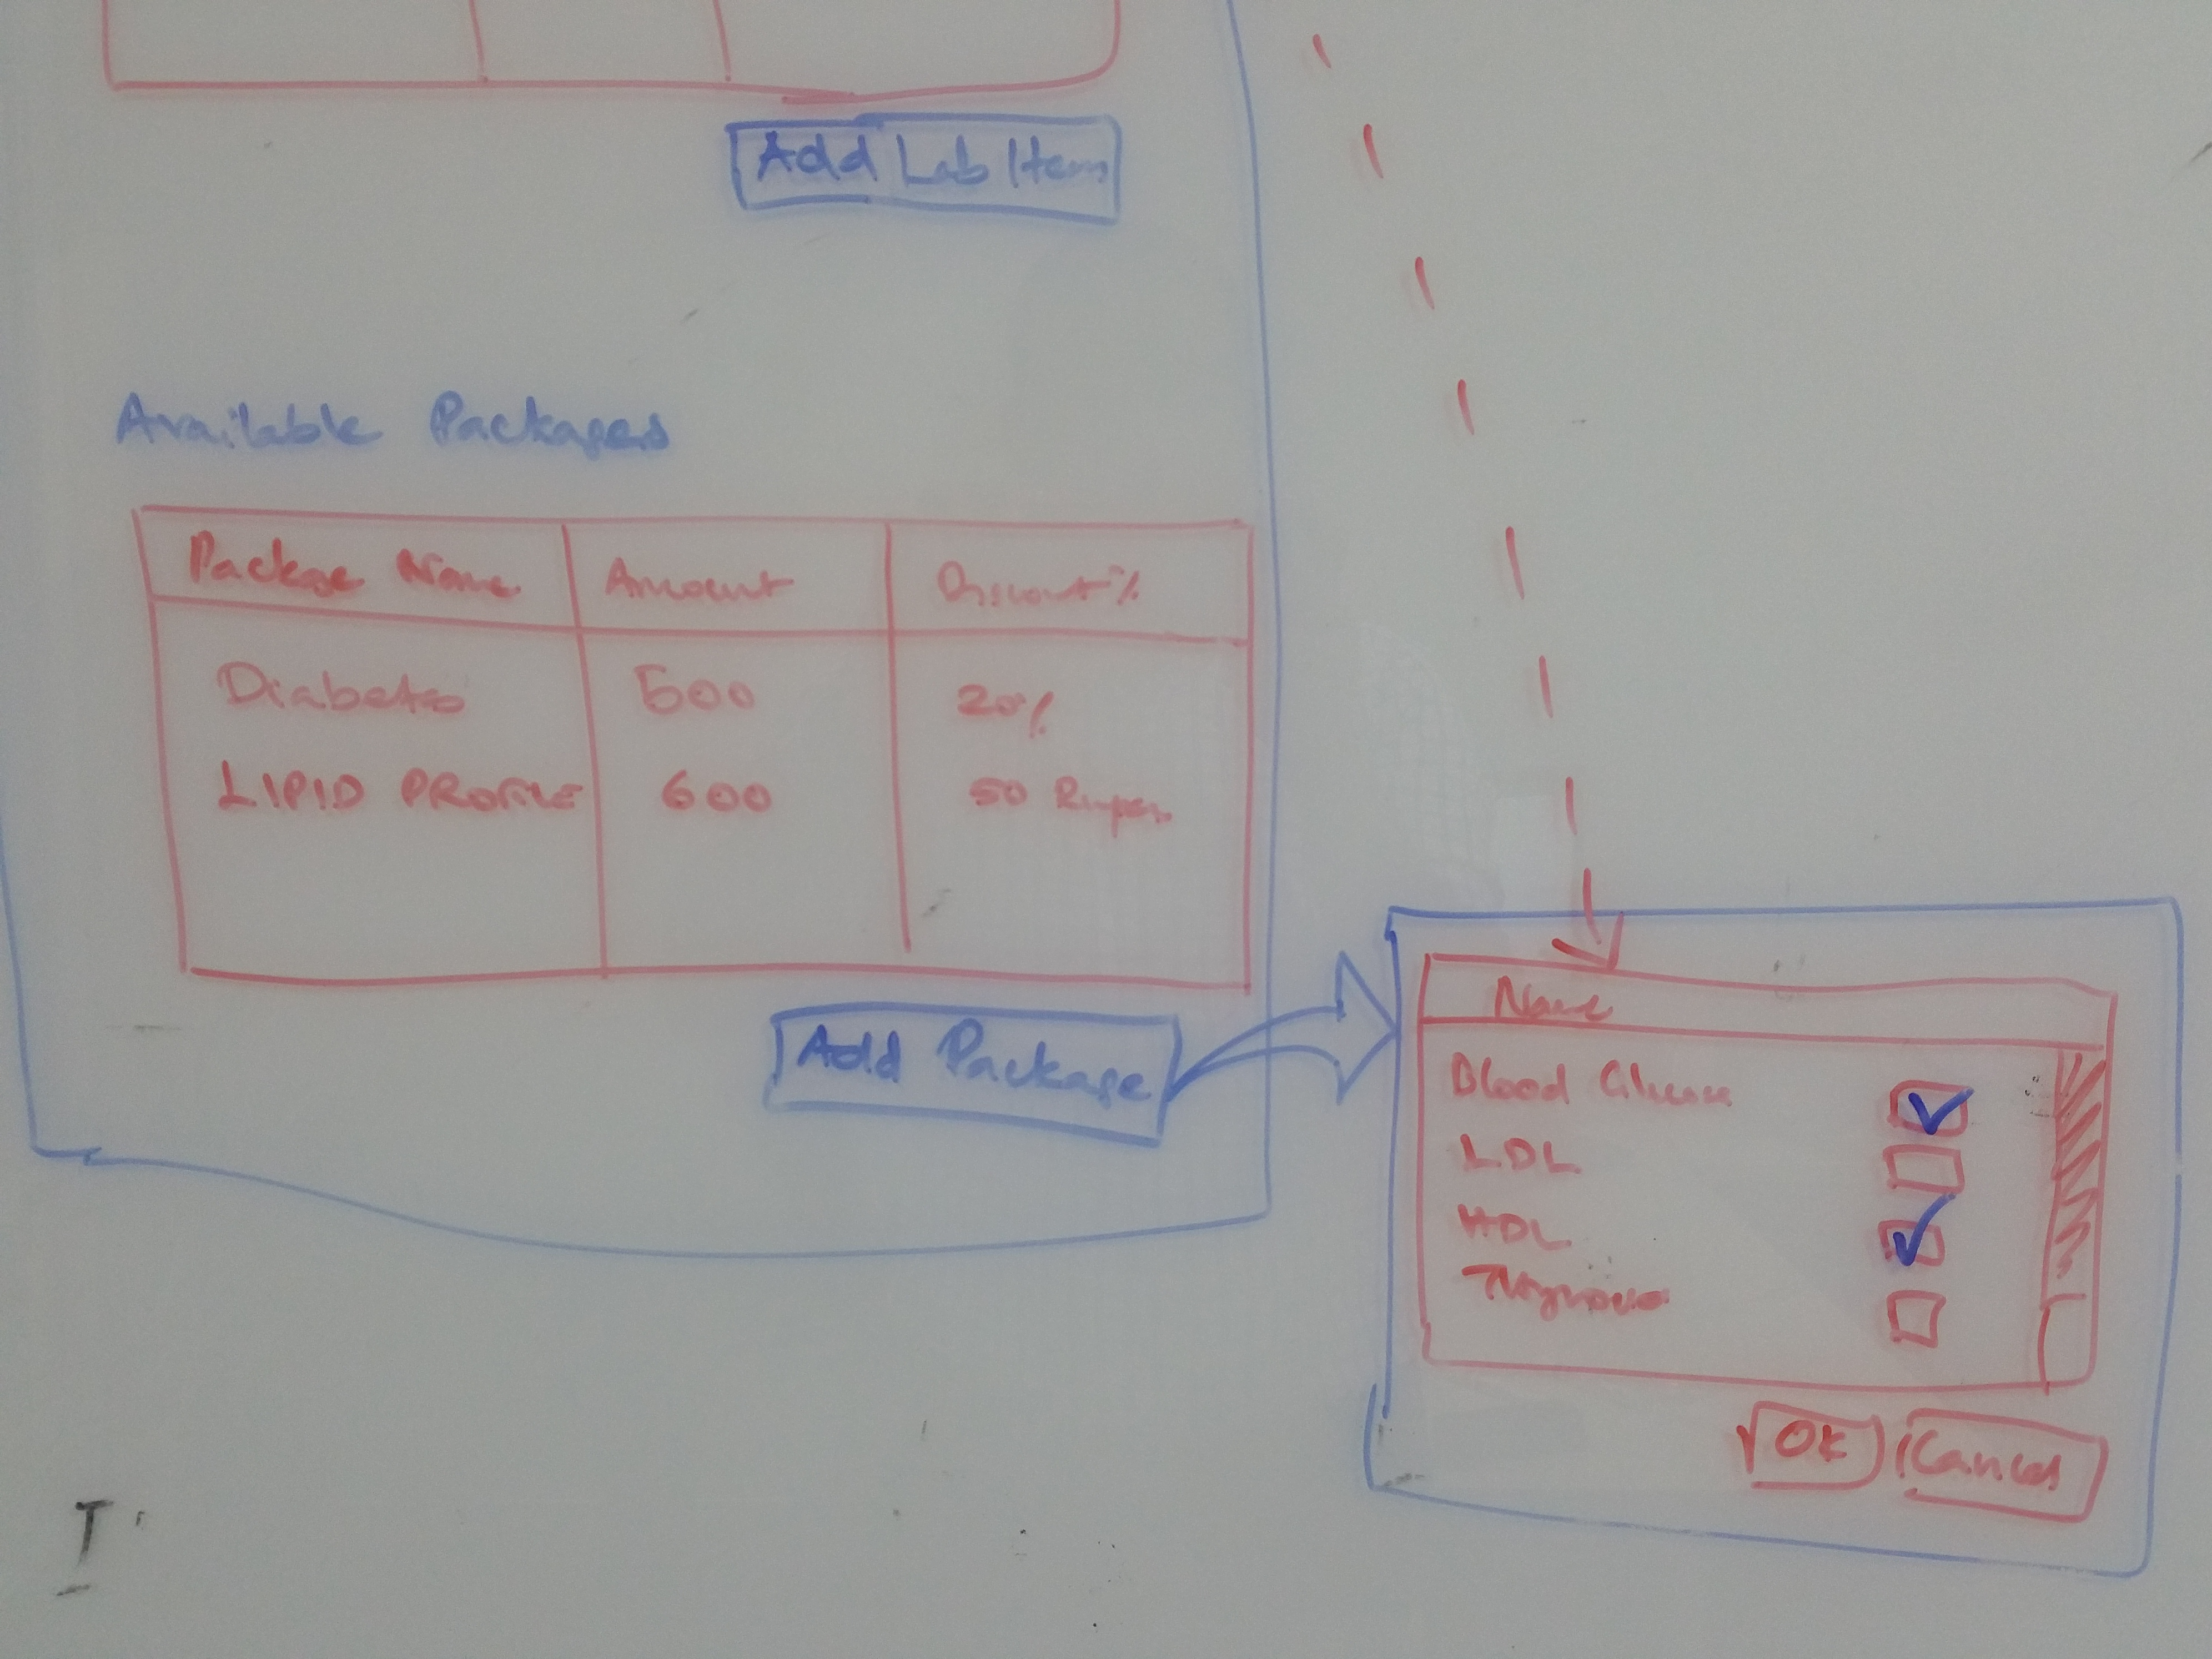 Add Lab Item
Available Packages
Package Name Amount Discount %
Diabetes 500 20%
LIPID PROFILE 600 50 Rupees
Add Package
Name
Blood Glucose
LDL
HDL
OK Cancel
I